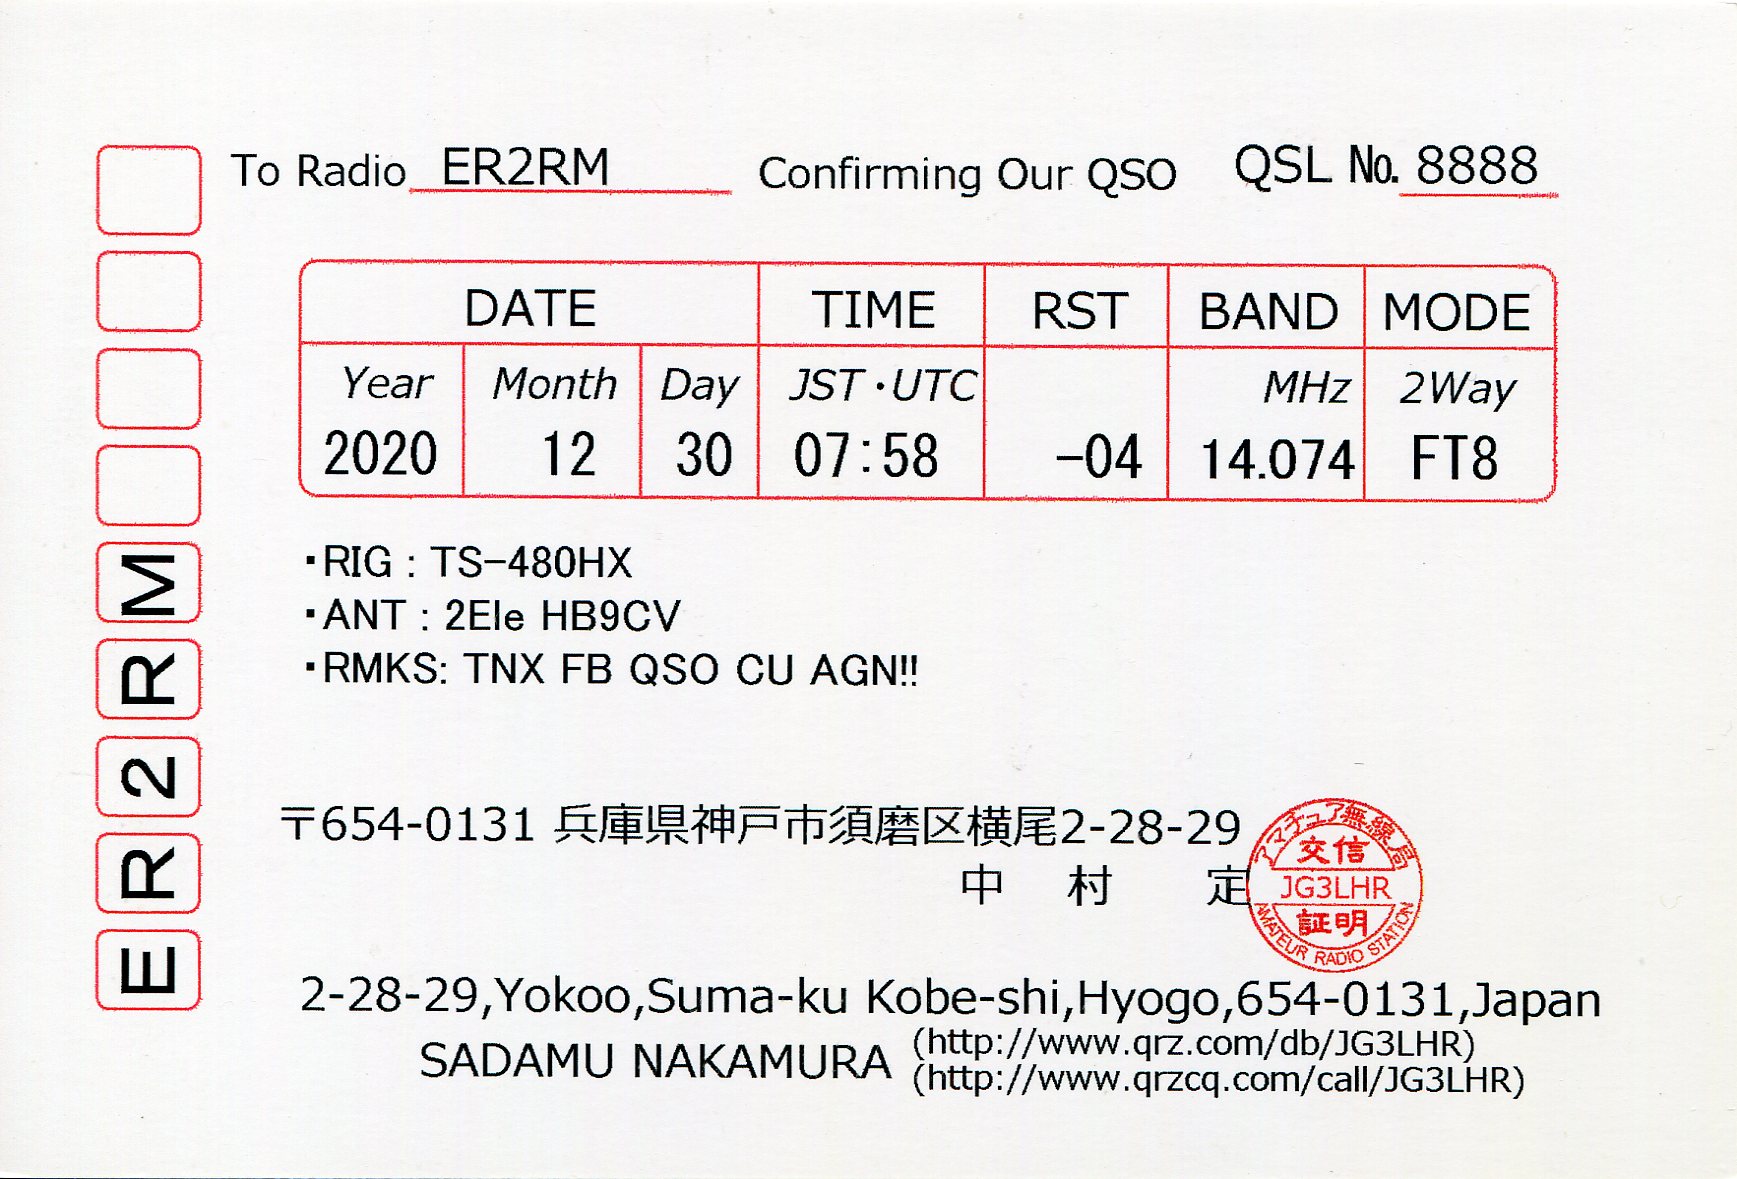 To Radio ER2RM Confirming Our QSO QSL No. 8888
DATE TIME RST BAND MODE
Year Month Day JST・UTC MHz 2Way
2020 12 30 07:58 -04 14.074 FT8
・RIG : TS-480HX
・ANT : 2Ele HB9CV
・RMKS: TNX FB QSO CU AGN!!
ER2RM
〒654-0131 兵庫県神戸市須磨区横尾2-28-29
中 村 定
アマチュア無線局
交信
JG3LHR
証明
AMATEUR RADIO STATION
2-28-29,Yokoo,Suma-ku Kobe-shi,Hyogo,654-0131,Japan
SADAMU NAKAMURA (http://www.qrz.com/db/JG3LHR)
(http://www.qrzcq.com/call/JG3LHR)